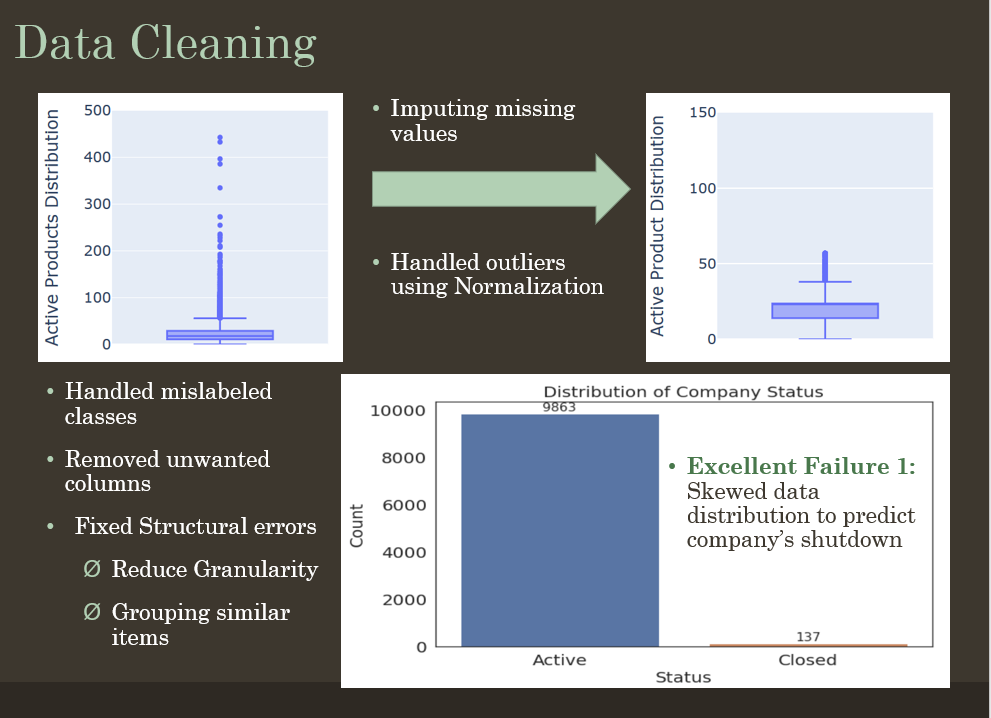 Data Cleaning
Active Products Distribution
500
400
300
200
100
0
• Imputing missing
values
• Handled outliers
using Normalization
Active Product Distribution
150
100
50
0
• Handled mislabeled
classes
• Removed unwanted
columns
• Fixed Structural errors
Ø Reduce Granularity
Ø Grouping similar
items
Distribution of Company Status
Count
10000
8000
6000
4000
2000
0
9863
137
Active
Closed
Status
• Excellent Failure 1:
Skewed data
distribution to predict
company’s shutdown